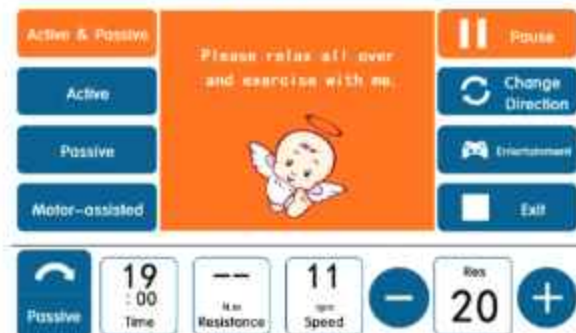 Active & Passive
Active
Passive
Motor-assisted
Please relax all over
and exercise with me.
Pause
Change
Direction
Entertainment
Exit
Passive
19
: 00
Time
--
N.m
Resistance
11
rpm
Speed
−
Res
20
+